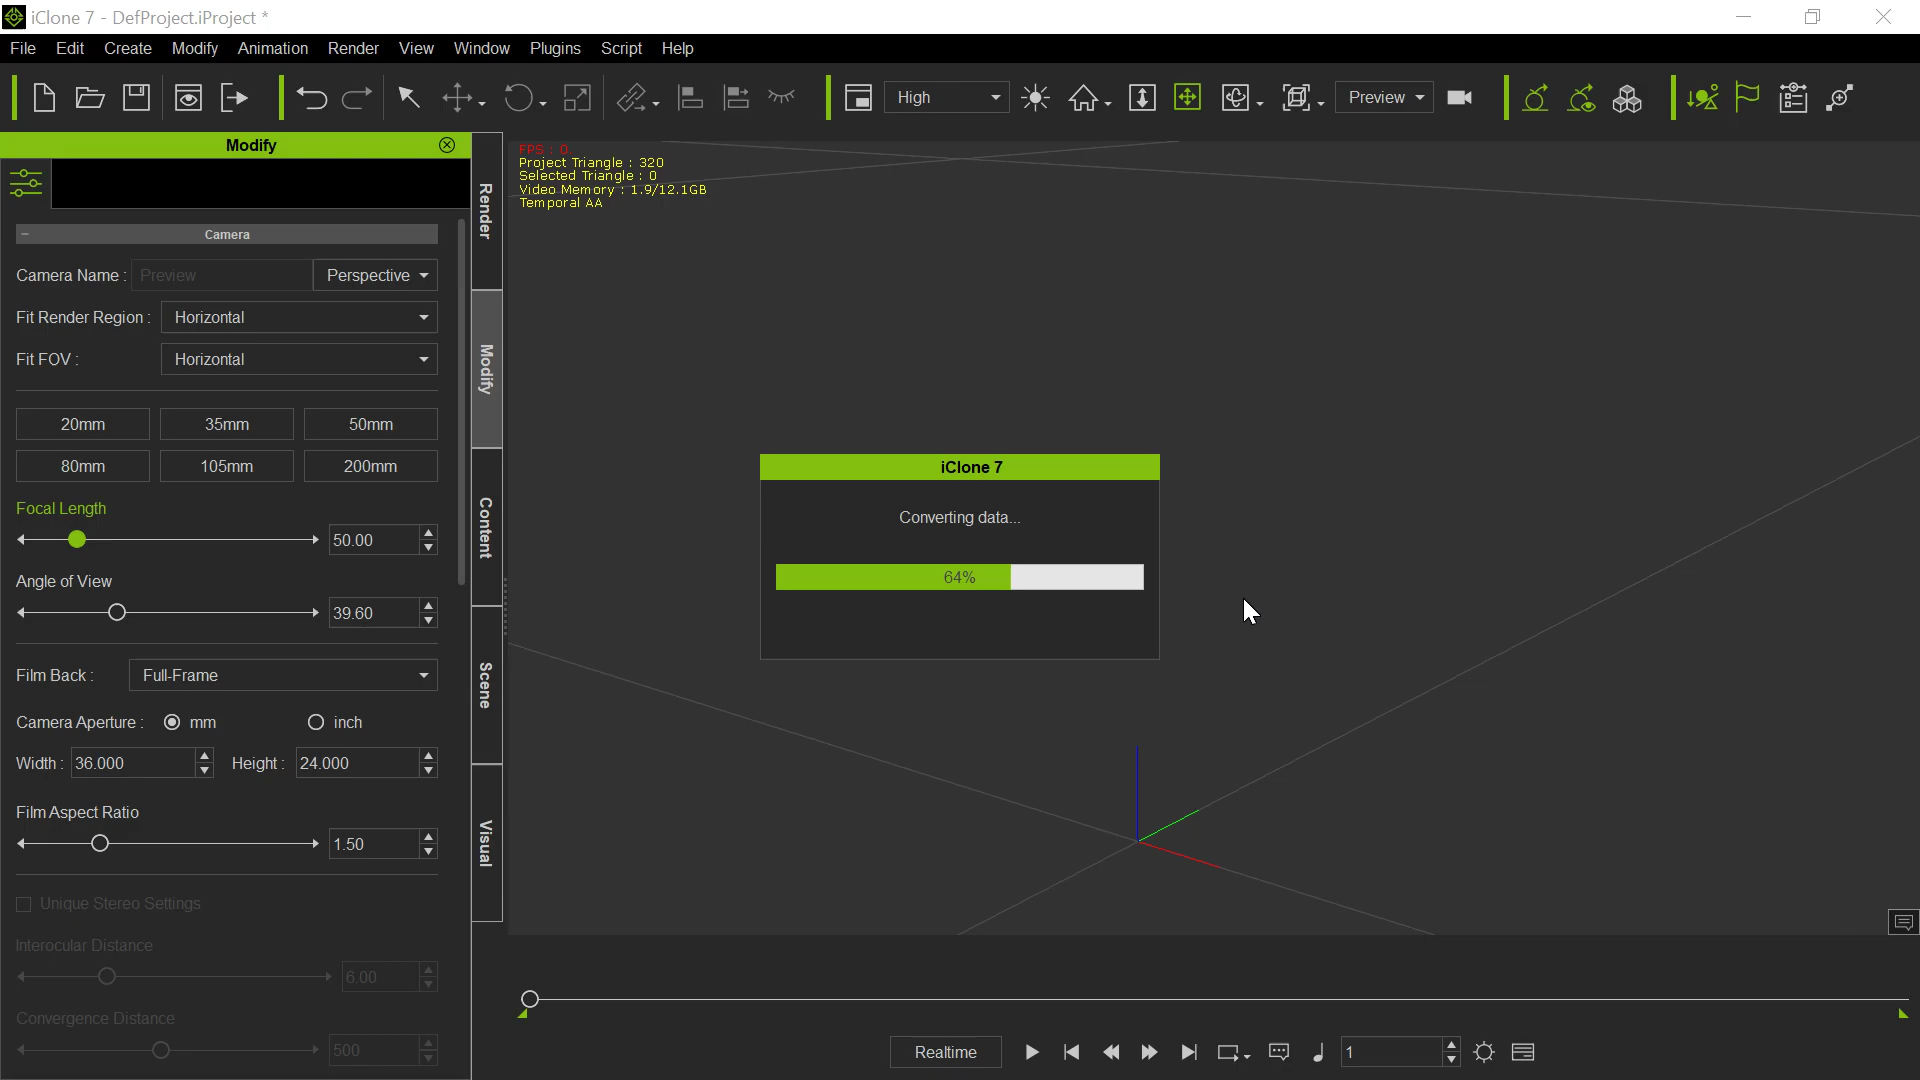 iClone 7 - DefProject.iProject *
File Edit Create Modify Animation Render View Window Plugins Script Help
High
Preview
Modify
Camera
Camera Name : Preview Perspective
Fit Render Region : Horizontal
Fit FOV : Horizontal
20mm 35mm 50mm
80mm 105mm 200mm
Focal Length
50.00
Angle of View
39.60
Film Back : Full-Frame
Camera Aperture : mm inch
Width : 36.000 Height : 24.000
Film Aspect Ratio
1.50
Unique Stereo Settings
Interocular Distance
6.00
Convergence Distance
500
Render
Modify
Content
Scene
Visual
FPS : 0.
Project Triangle : 320
Selected Triangle : 0
Video Memory : 1.9/12.1GB
Temporal AA
iClone 7
Converting data...
64%
Realtime
1